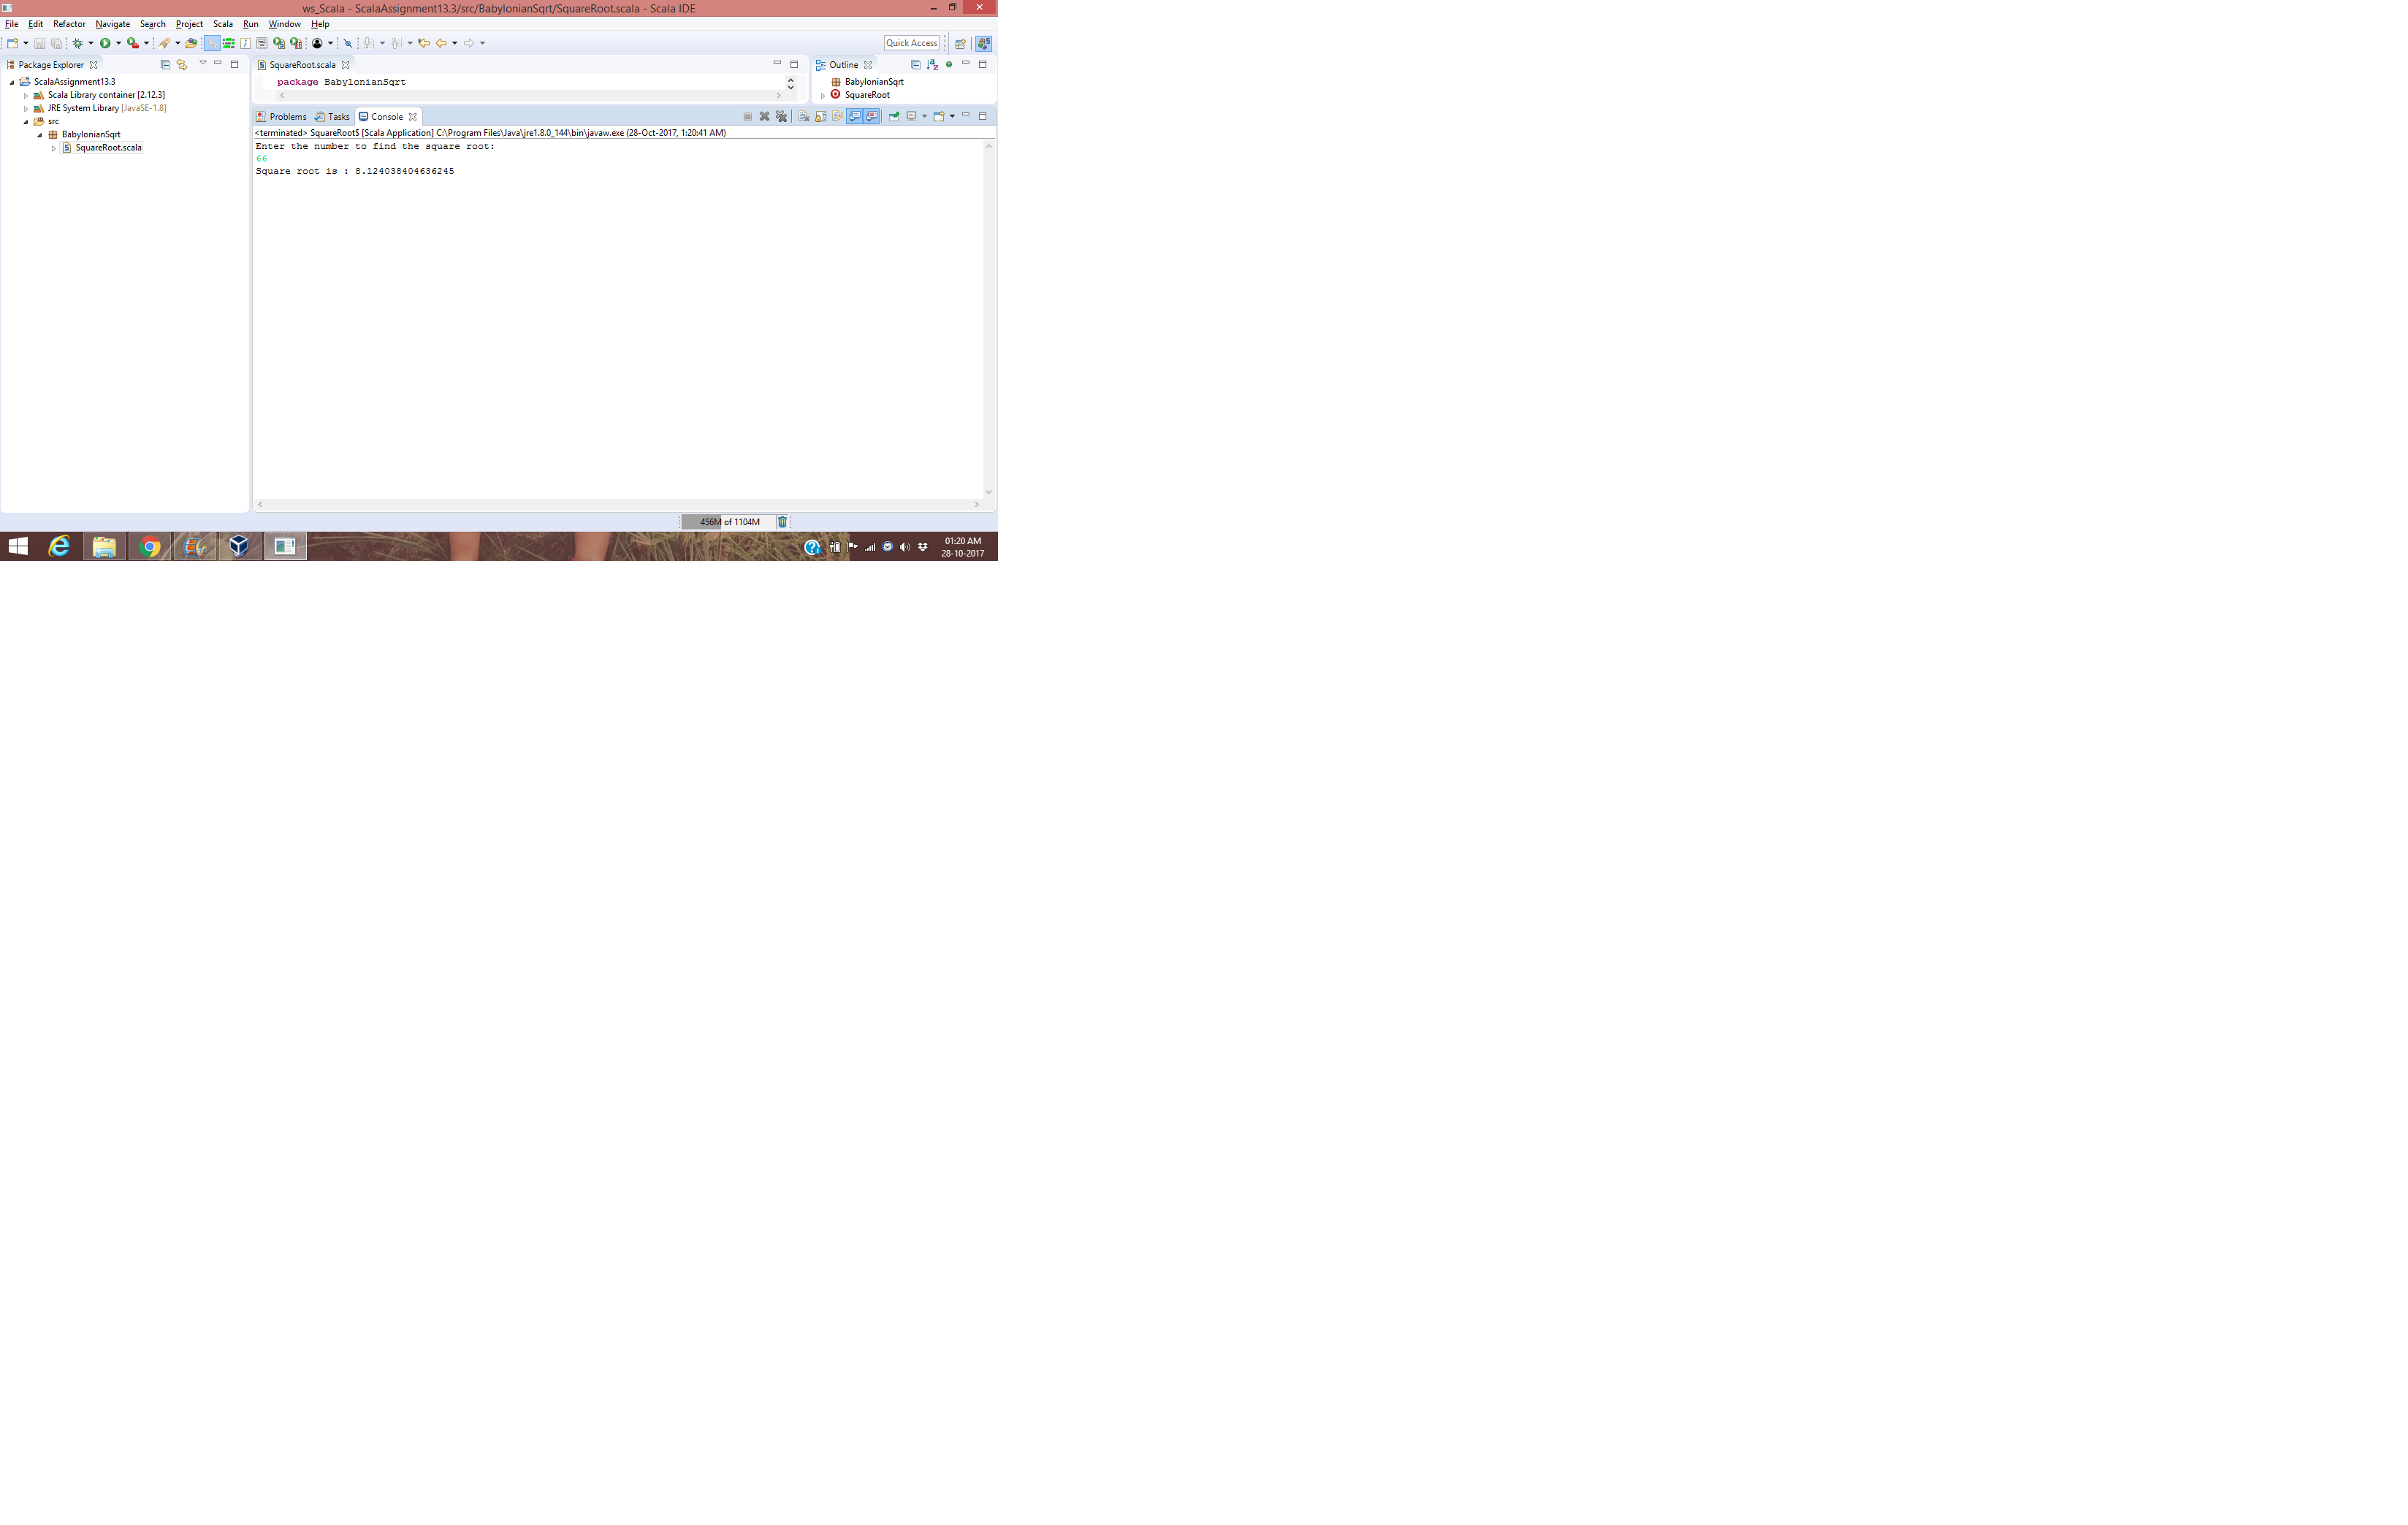 ws_Scala - ScalaAssignment13.3/src/BabylonianSqrt/SquareRoot.scala - Scala IDE
File Edit Refactor Navigate Search Project Scala Run Window Help
Quick Access
Package Explorer
ScalaAssignment13.3
Scala Library container [2.12.3]
JRE System Library [JavaSE-1.8]
src
BabylonianSqrt
SquareRoot.scala
SquareRoot.scala
package BabylonianSqrt
Outline
BabylonianSqrt
SquareRoot
Problems Tasks Console
<terminated> SquareRoot$ [Scala Application] C:\Program Files\Java\jre1.8.0_144\bin\javaw.exe (28-Oct-2017, 1:20:41 AM)
Enter the number to find the square root:
66
Square root is : 8.124038404636245
456M of 1104M
01:20 AM
28-10-2017